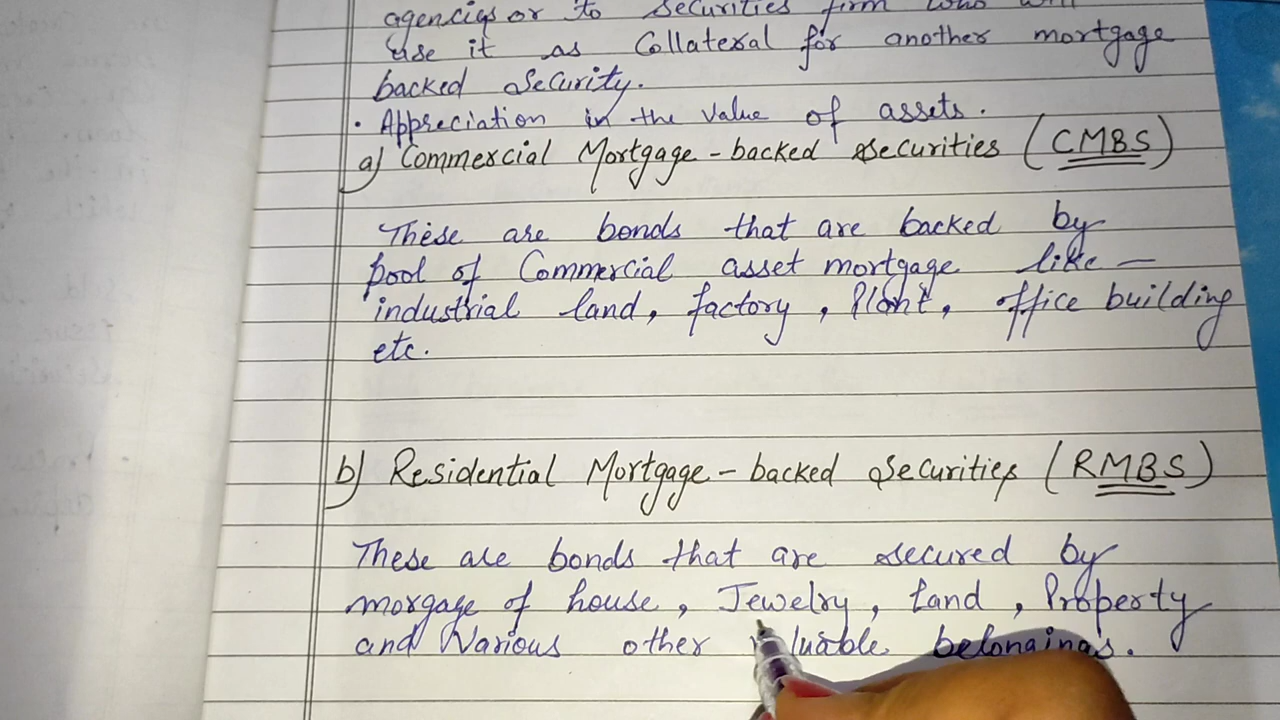 agencies or to securities firm who will
use it as Collateral for another mortgage
backed Security.
• Appreciation in the value of assets.
a) Commercial Mortgage-backed securities (CMBS)
These are bonds that are backed by
pool of Commercial asset mortgage like —
industrial land, factory, Plant, office building
etc.
b) Residential Mortgage-backed securities (RMBS)
These are bonds that are secured by
morgage of house, Jewelry, land, Property
and Various other valuable belongings.